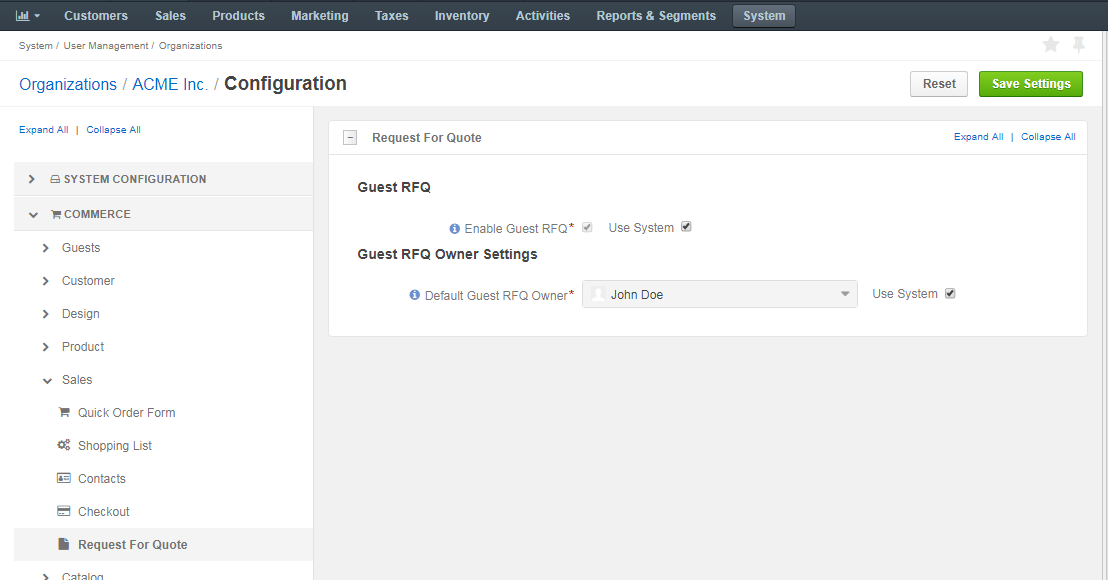 Customers Sales Products Marketing Taxes Inventory Activities Reports & Segments System
System / User Management / Organizations
Organizations / ACME Inc. / Configuration
Reset Save Settings
Expand All | Collapse All
SYSTEM CONFIGURATION
COMMERCE
Guests
Customer
Design
Product
Sales
Quick Order Form
Shopping List
Contacts
Checkout
Request For Quote
Catalog
Request For Quote
Expand All | Collapse All
Guest RFQ
Enable Guest RFQ* Use System
Guest RFQ Owner Settings
Default Guest RFQ Owner* John Doe Use System